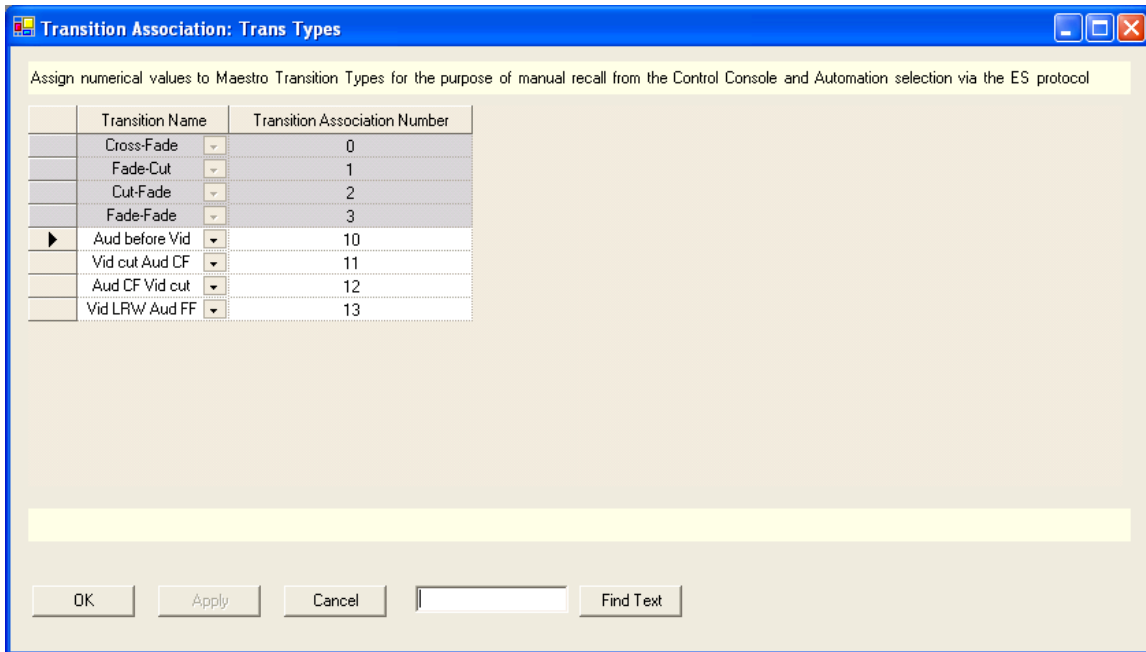 Transition Association: Trans Types
Assign numerical values to Maestro Transition Types for the purpose of manual recall from the Control Console and Automation selection via the ES protocol
Transition Name Transition Association Number
Cross-Fade 0
Fade-Cut 1
Cut-Fade 2
Fade-Fade 3
Aud before Vid 10
Vid cut Aud CF 11
Aud CF Vid cut 12
Vid LRW Aud FF 13
OK Apply Cancel Find Text